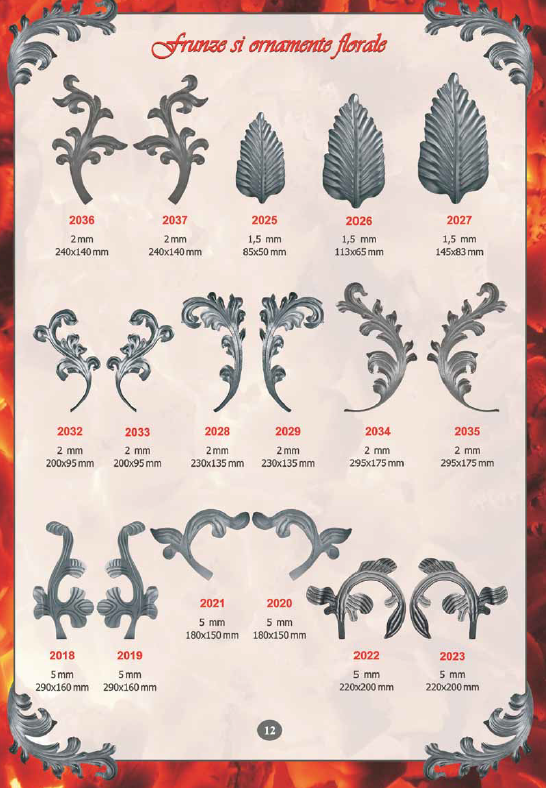 Frunze si ornamente florale
2036 2037 2025 2026 2027
2 mm 2 mm 1,5 mm 1,5 mm 1,5 mm
240x140 mm 240x140 mm 85x50 mm 113x65 mm 145x83 mm
2032 2033 2028 2029 2034 2035
2 mm 2 mm 2 mm 2 mm 2 mm 2 mm
200x95 mm 200x95 mm 230x135 mm 230x135 mm 295x175 mm 295x175 mm
2021 2020
5 mm 5 mm
180x150 mm 180x150 mm
2018 2019 2022 2023
5 mm 5 mm 5 mm 5 mm
290x160 mm 290x160 mm 220x200 mm 220x200 mm
12